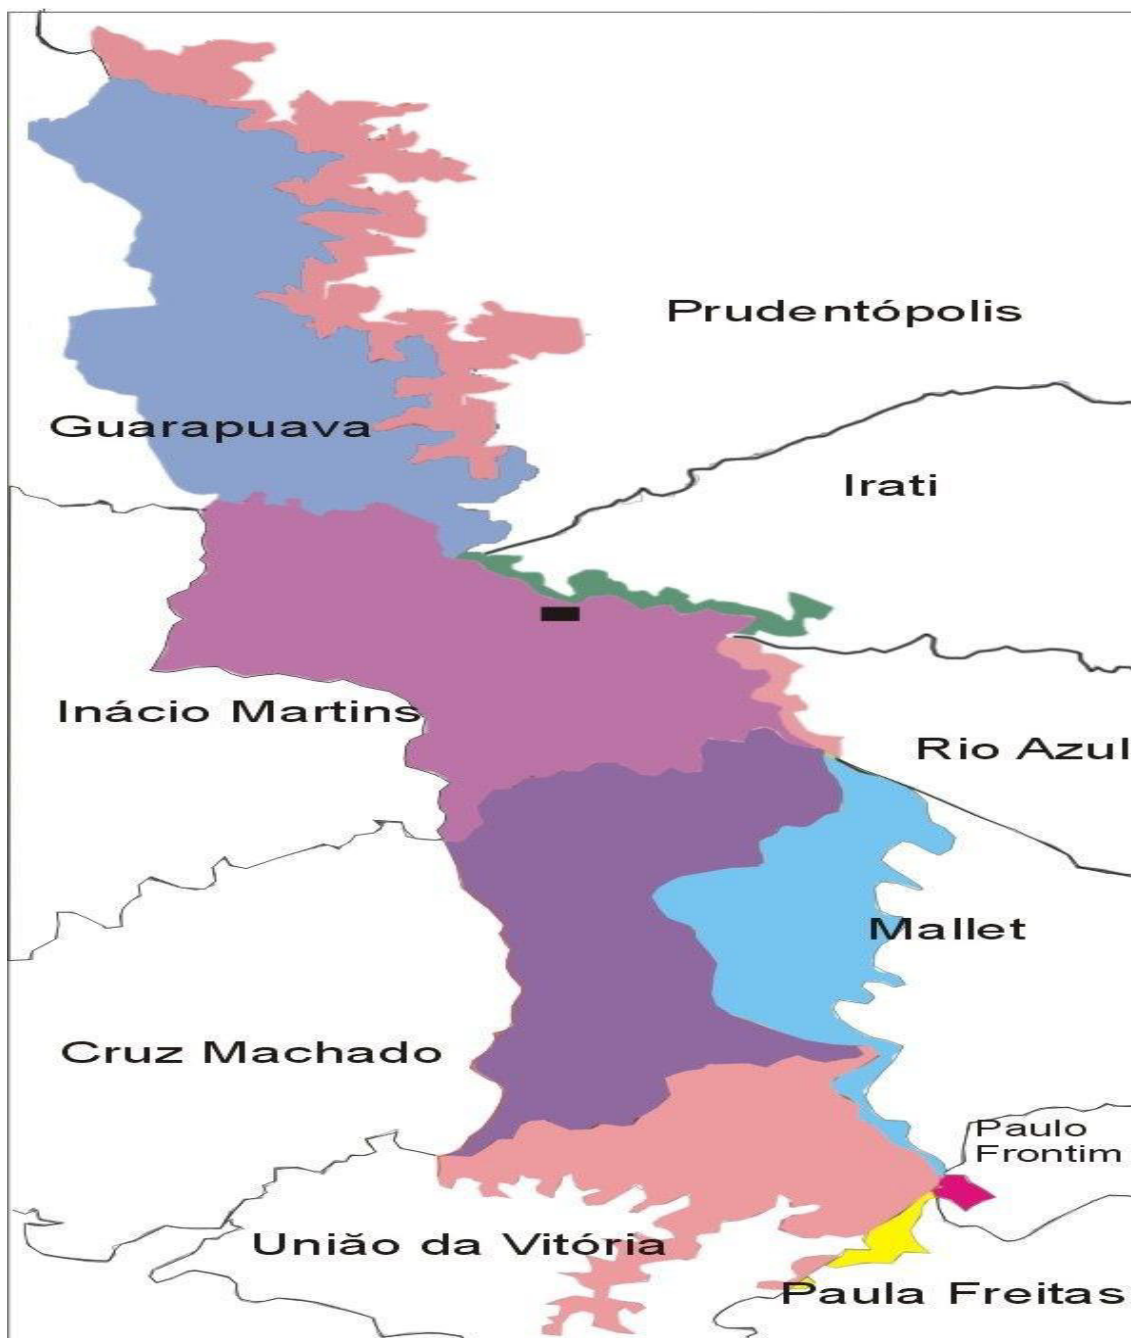 Prudentópolis
Guarapuava
Irati
Inácio Martins
Rio Azul
Mallet
Cruz Machado
Paulo
Frontim
União da Vitória
Paula Freitas